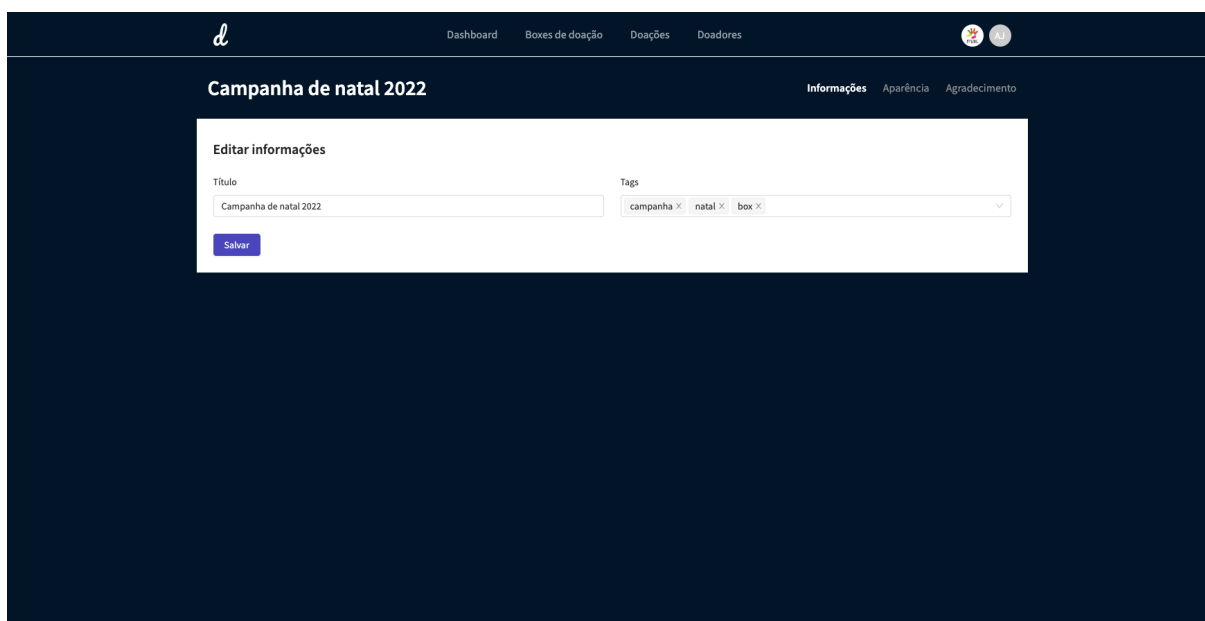 d
Dashboard Boxes de doação Doações Doadores AJ
Campanha de natal 2022 Informações Aparência Agradecimento
Editar informações
Título Tags
Campanha de natal 2022 campanha natal box
Salvar